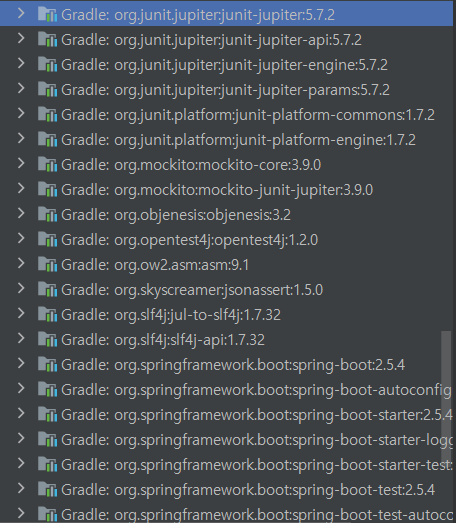 Gradle: org.junit.jupiter:junit-jupiter:5.7.2
Gradle: org.junit.jupiter:junit-jupiter-api:5.7.2
Gradle: org.junit.jupiter:junit-jupiter-engine:5.7.2
Gradle: org.junit.jupiter:junit-jupiter-params:5.7.2
Gradle: org.junit.platform:junit-platform-commons:1.7.2
Gradle: org.junit.platform:junit-platform-engine:1.7.2
Gradle: org.mockito:mockito-core:3.9.0
Gradle: org.mockito:mockito-junit-jupiter:3.9.0
Gradle: org.objenesis:objenesis:3.2
Gradle: org.opentest4j:opentest4j:1.2.0
Gradle: org.ow2.asm:asm:9.1
Gradle: org.skyscreamer:jsonassert:1.5.0
Gradle: org.slf4j:jul-to-slf4j:1.7.32
Gradle: org.slf4j:slf4j-api:1.7.32
Gradle: org.springframework.boot:spring-boot:2.5.4
Gradle: org.springframework.boot:spring-boot-autoconfig
Gradle: org.springframework.boot:spring-boot-starter:2.5.4
Gradle: org.springframework.boot:spring-boot-starter-logg
Gradle: org.springframework.boot:spring-boot-starter-test:
Gradle: org.springframework.boot:spring-boot-test:2.5.4
Gradle: org.springframework.boot:spring-boot-test-autoco